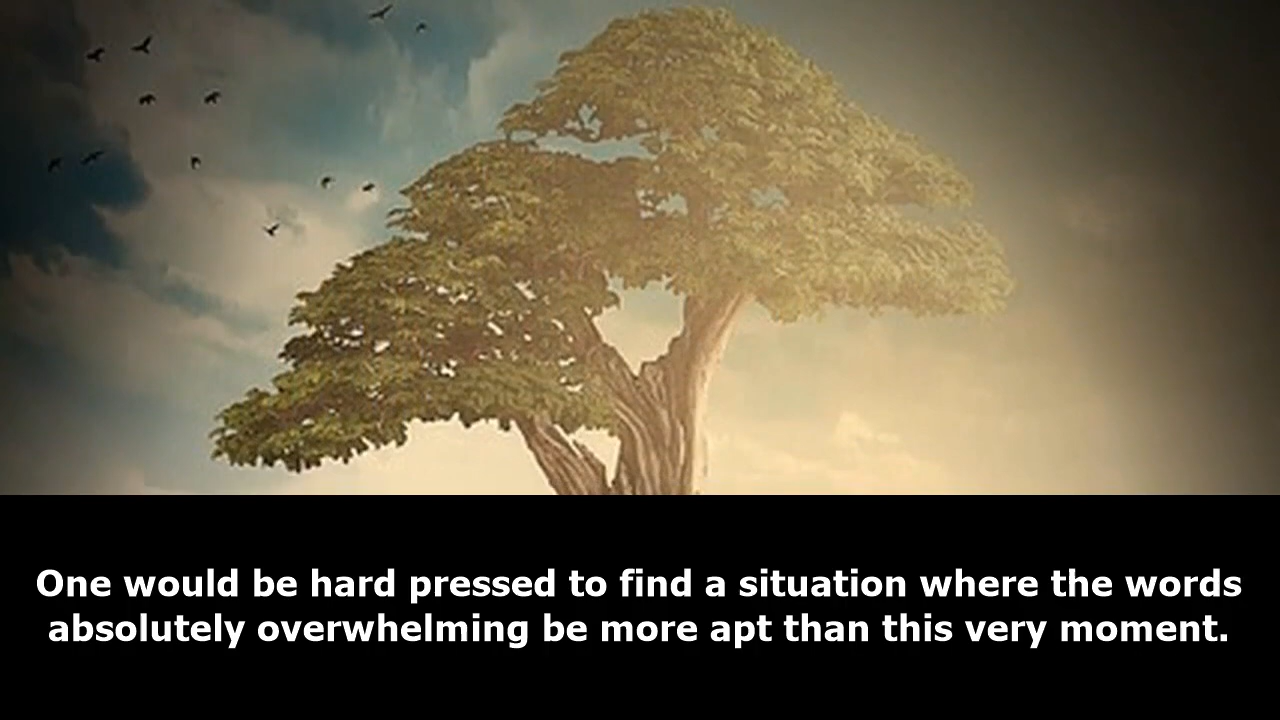 One would be hard pressed to find a situation where the words
absolutely overwhelming be more apt than this very moment.